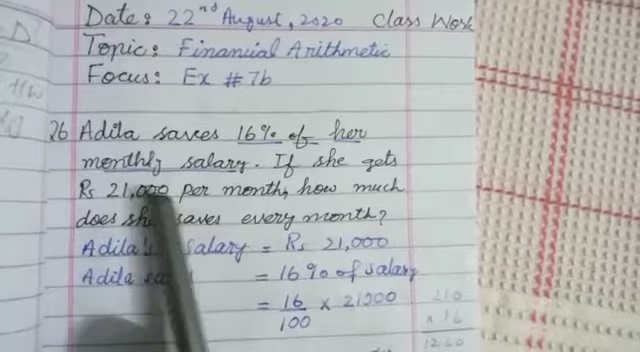 Date: 22nd August, 2020 Class Work
Topic: Financial Arithmetic
Focus: Ex # 7b
26 Adila saves 16% of her
monthly salary. If she gets
Rs 21,000 per month, how much
does she saves every month?
Adila's salary = Rs 21,000
Adila = 16% of salary
= 16/100 x 21000
210
x 16
1260